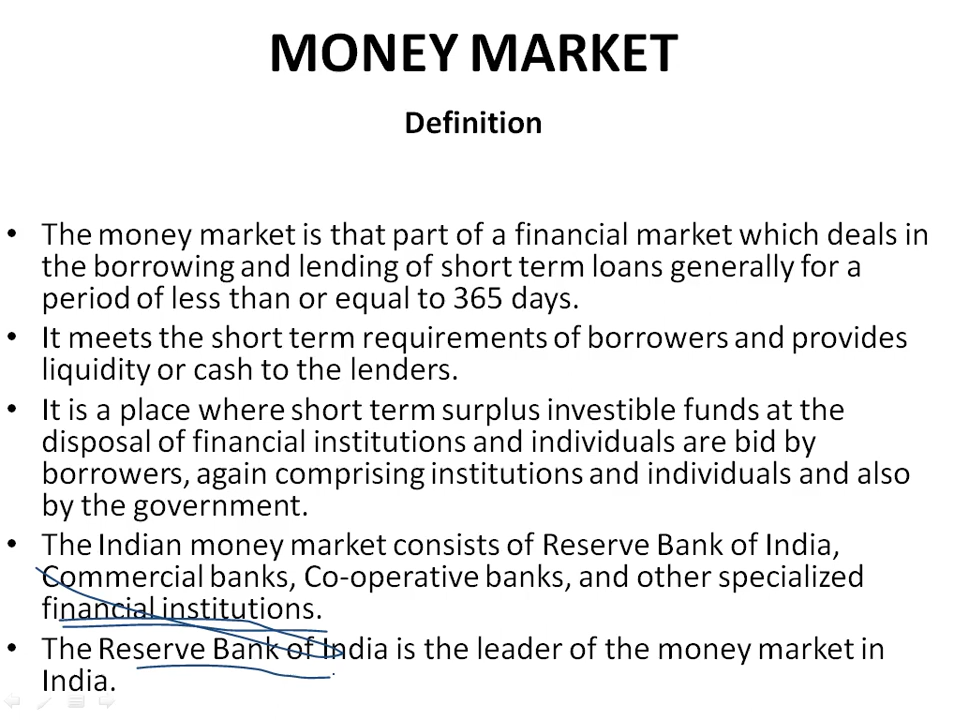 MONEY MARKET
Definition
• The money market is that part of a financial market which deals in
the borrowing and lending of short term loans generally for a
period of less than or equal to 365 days.
• It meets the short term requirements of borrowers and provides
liquidity or cash to the lenders.
• It is a place where short term surplus investible funds at the
disposal of financial institutions and individuals are bid by
borrowers, again comprising institutions and individuals and also
by the government.
• The Indian money market consists of Reserve Bank of India,
Commercial banks, Co-operative banks, and other specialized
financial institutions.
• The Reserve Bank of India is the leader of the money market in
India.